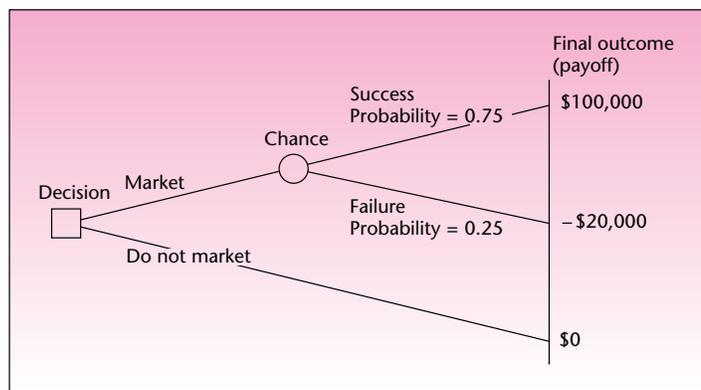 Final outcome
(payoff)
Success
Probability = 0.75
$100,000
Chance
Market
Decision
Failure
Probability = 0.25
–$20,000
Do not market
$0